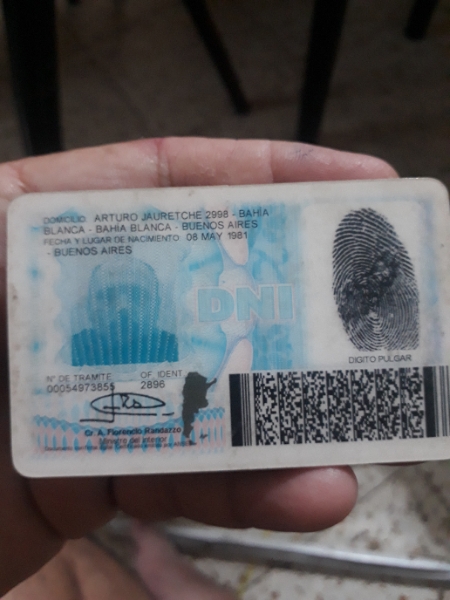 DOMICILIO ARTURO JAURETCHE 2998 - BAHIA
BLANCA - BAHIA BLANCA - BUENOS AIRES
FECHA Y LUGAR DE NACIMIENTO 08 MAY 1981
- BUENOS AIRES
DNI
DIGITO PULGAR
N° DE TRAMITE OF. IDENT
00054973855 2896
Cr. A. Florencio Randazzo
Ministro del Interior